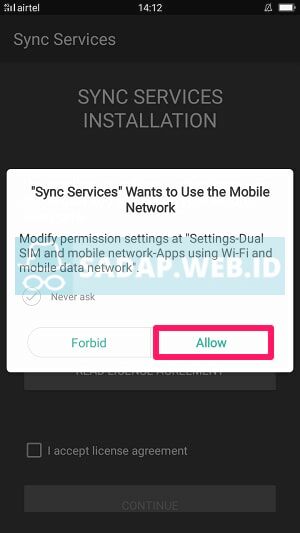 airtel
14:12
Sync Services
SYNC SERVICES
INSTALLATION
"Sync Services" Wants to Use the Mobile
Network
Modify permission settings at "Settings-Dual
SIM and mobile network-Apps using Wi-Fi and
mobile data network".
SADAP.WEB.ID
Never ask
Forbid
Allow
READ LICENSE AGREEMENT
I accept license agreement
CONTINUE